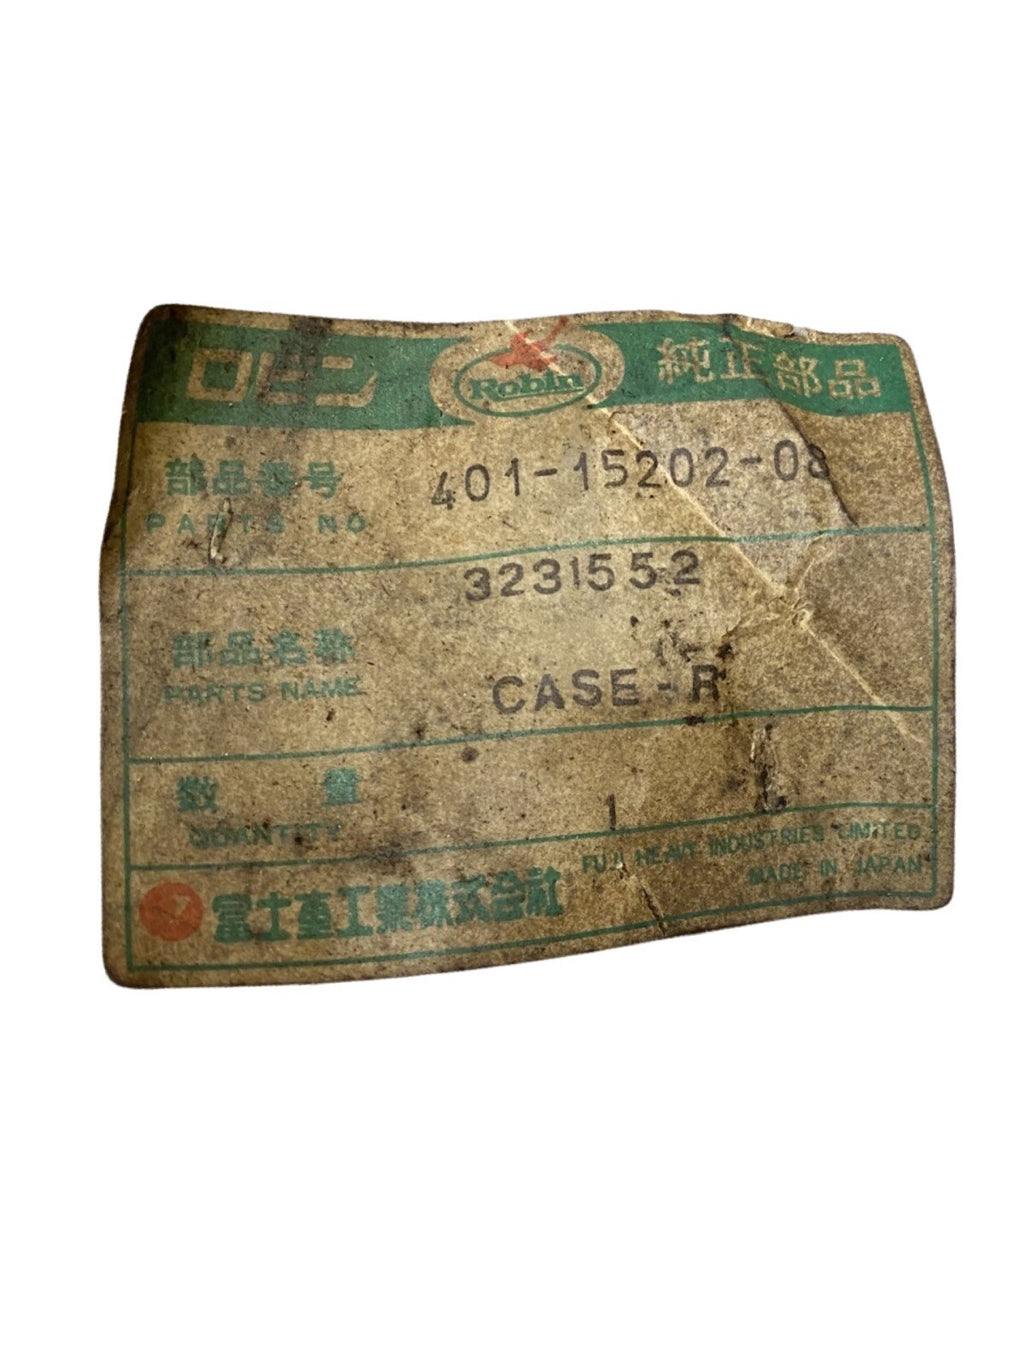 ロビン Robin 純正部品
部品番号 401-15202-08
PARTS NO
3231552
部品名称
PARTS NAME CASE-R
数 量
QUANTITY 1
FUJI HEAVY INDUSTRIES LIMITED
MADE IN JAPAN
富士重工業株式会社